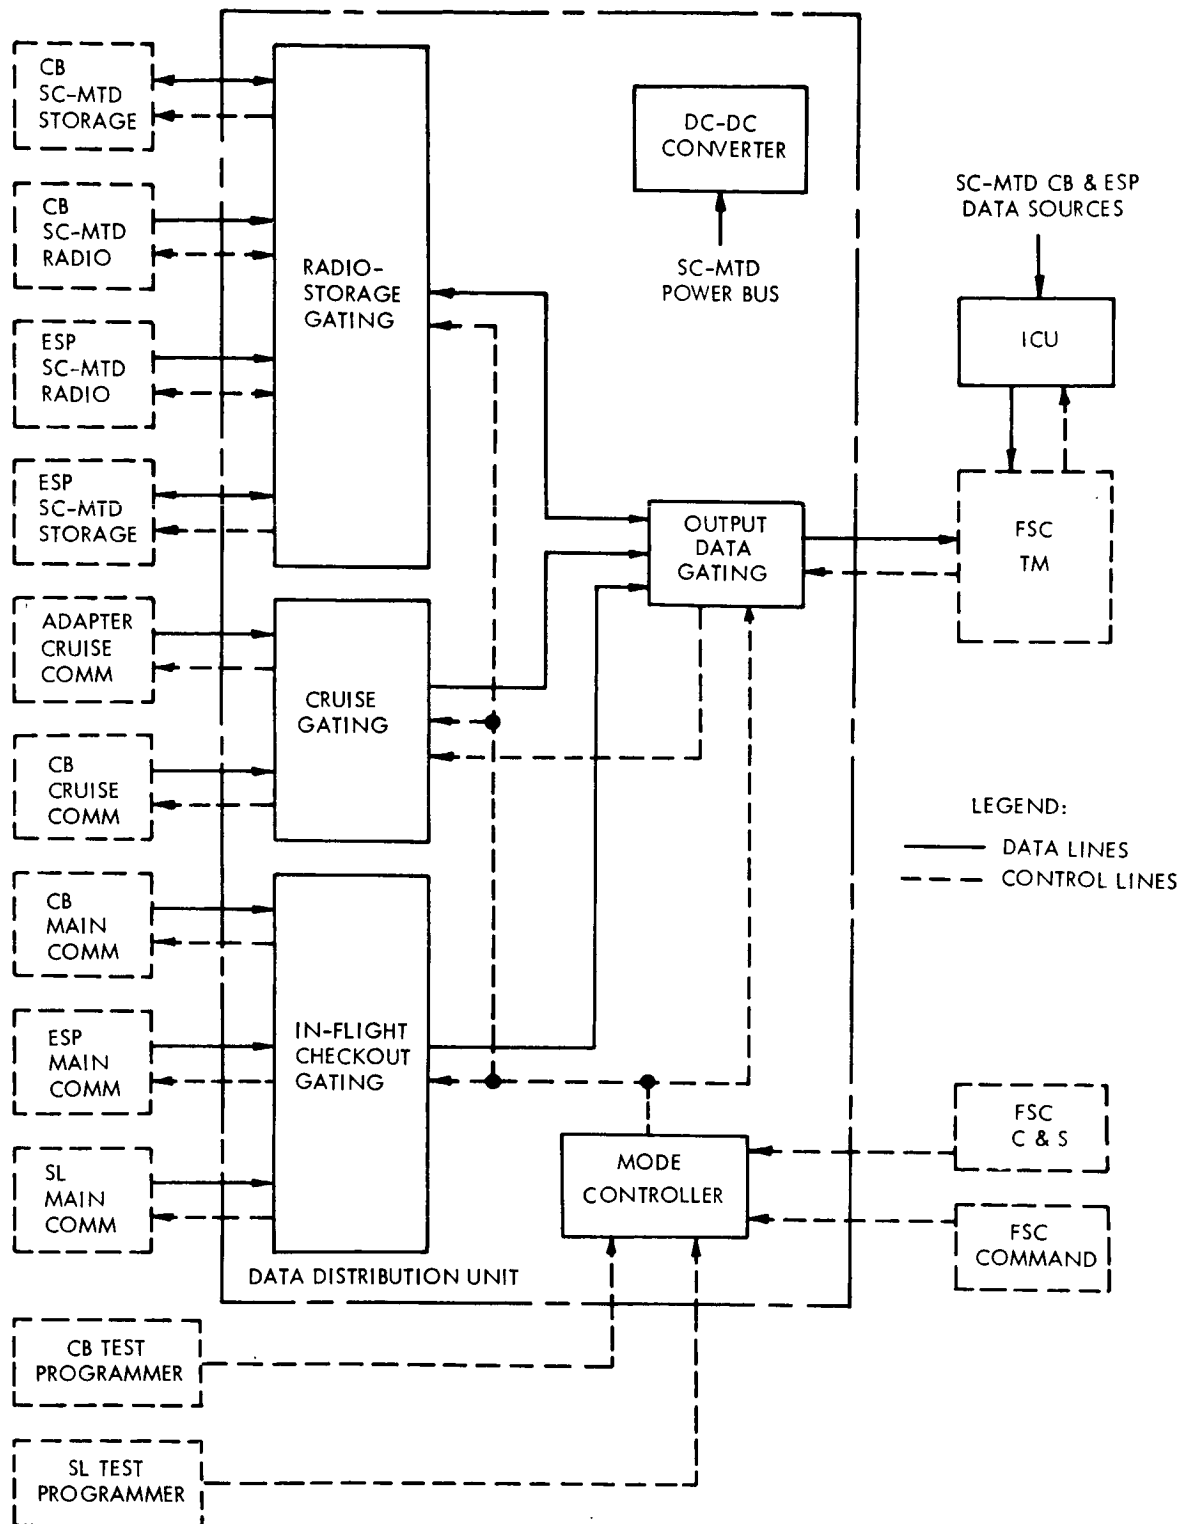 CB
SC-MTD
STORAGE
CB
SC-MTD
RADIO
ESP
SC-MTD
RADIO
ESP
SC-MTD
STORAGE
ADAPTER
CRUISE
COMM
CB
CRUISE
COMM
CB
MAIN
COMM
ESP
MAIN
COMM
SL
MAIN
COMM
CB TEST
PROGRAMMER
SL TEST
PROGRAMMER
RADIO-
STORAGE
GATING
CRUISE
GATING
IN-FLIGHT
CHECKOUT
GATING
DATA DISTRIBUTION UNIT
DC-DC
CONVERTER
SC-MTD
POWER BUS
OUTPUT
DATA
GATING
MODE
CONTROLLER
SC-MTD CB & ESP
DATA SOURCES
ICU
FSC
TM
LEGEND:
DATA LINES
CONTROL LINES
FSC
C & S
FSC
COMMAND